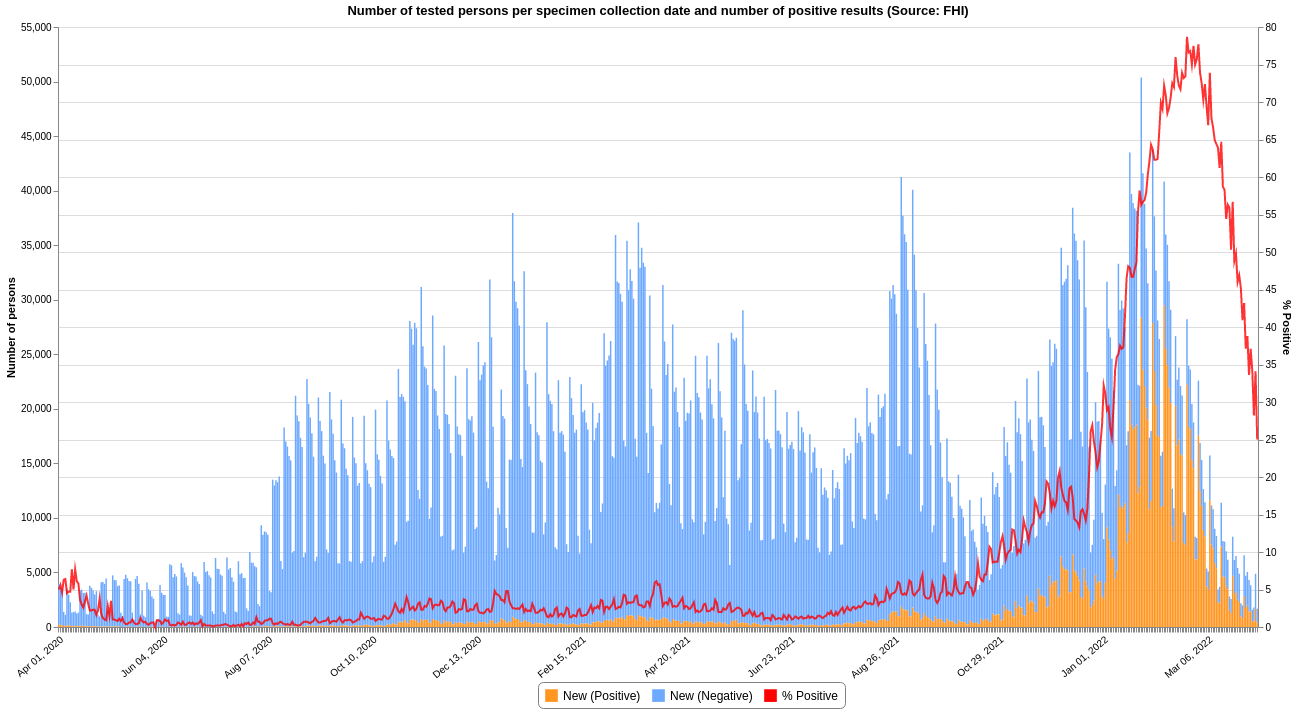 Number of tested persons per specimen collection date and number of positive results (Source: FHI)
55,000
50,000
45,000
40,000
35,000
30,000
25,000
20,000
15,000
10,000
5,000
0
Number of persons
80
75
70
65
60
55
50
45
40
35
30
25
20
15
10
5
0
% Positive
Apr 01, 2020
Jun 04, 2020
Aug 07, 2020
Oct 10, 2020
Dec 13, 2020
Feb 15, 2021
Apr 20, 2021
Jun 23, 2021
Aug 26, 2021
Oct 29, 2021
Jan 01, 2022
Mar 06, 2022
New (Positive) New (Negative) % Positive